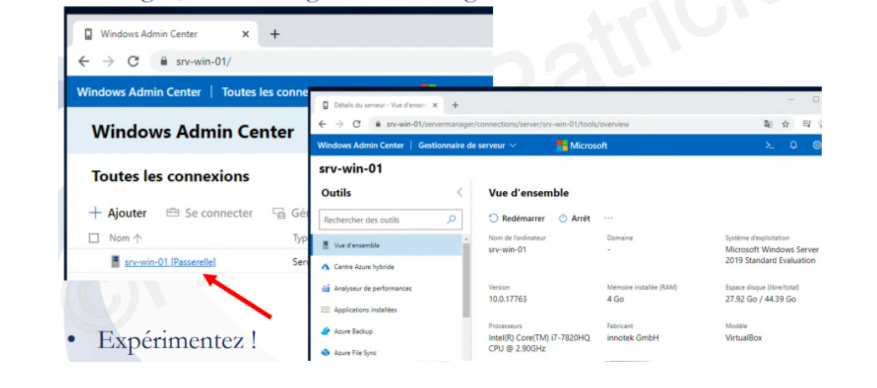 Windows Admin Center
srv-win-01/
Windows Admin Center | Toutes les conne
Windows Admin Center
Toutes les connexions
Ajouter Se connecter Gé
Nom Typ
srv-win-01 [Passerelle] Ser
Détails du serveur - Vue d'ensem
srv-win-01/servermanager/connections/server/srv-win-01/tools/overview
Windows Admin Center | Gestionnaire de serveur Microsoft
srv-win-01
Outils
Rechercher des outils
Vue d'ensemble
Centre Azure hybride
Analyseur de performances
Applications installées
Azure Backup
Azure File Sync
Vue d'ensemble
Redémarrer Arrêt ...
Nom de l'ordinateur Domaine Système d'exploitation
srv-win-01 - Microsoft Windows Server
2019 Standard Evaluation
Version Mémoire installée (RAM) Espace disque (libre/total)
10.0.17763 4 Go 27.92 Go / 44.39 Go
Processeurs Fabricant Modèle
Intel(R) Core(TM) i7-7820HQ innotek GmbH VirtualBox
CPU @ 2.90GHz
• Expérimentez !
Patric